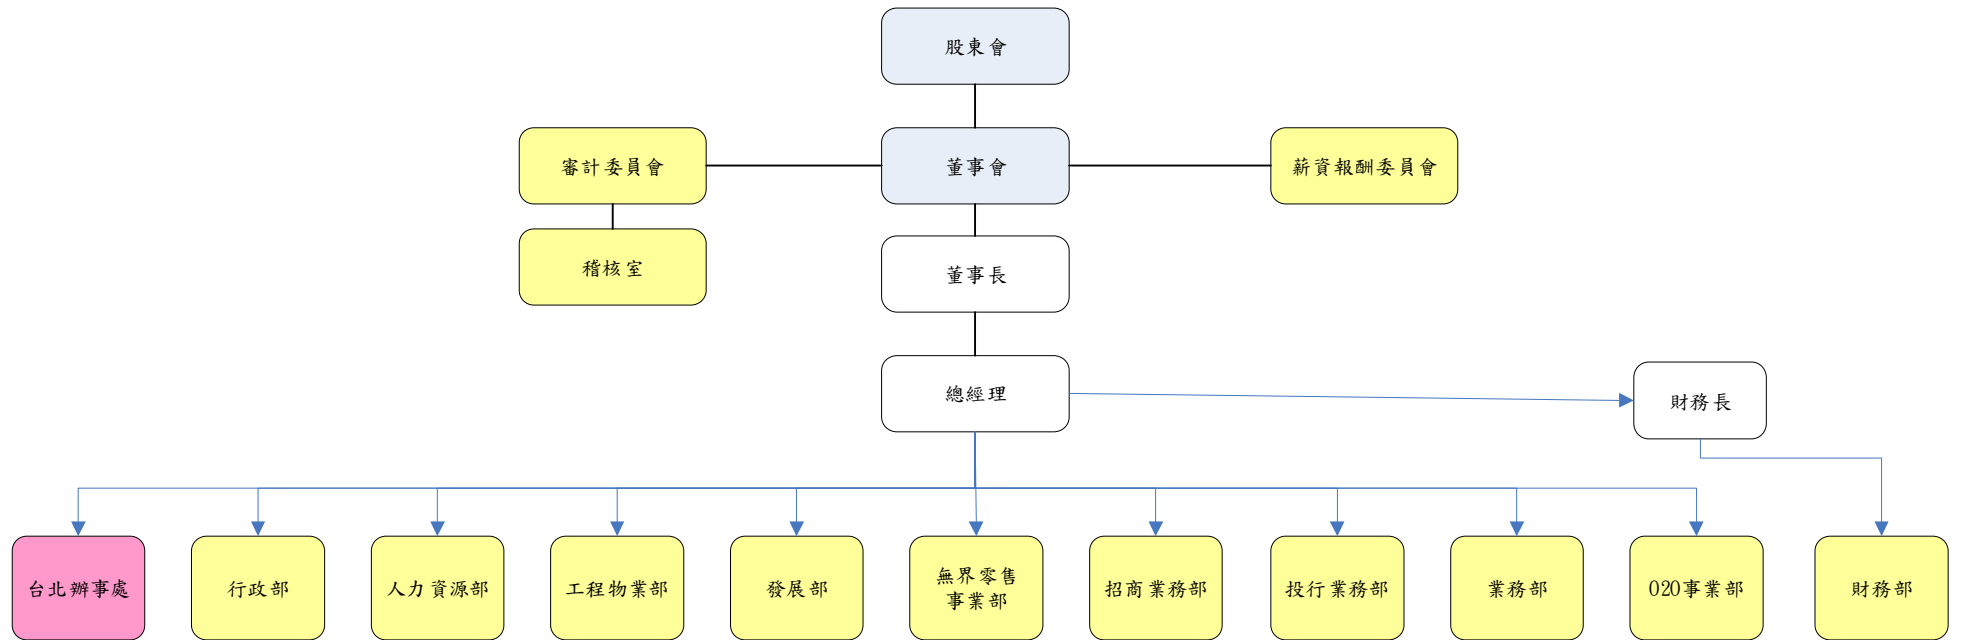 股東會
審計委員會
董事會
薪資報酬委員會
稽核室
董事長
總經理
財務長
台北辦事處
行政部
人力資源部
工程物業部
發展部
無界零售
事業部
招商業務部
投行業務部
業務部
O2O事業部
財務部